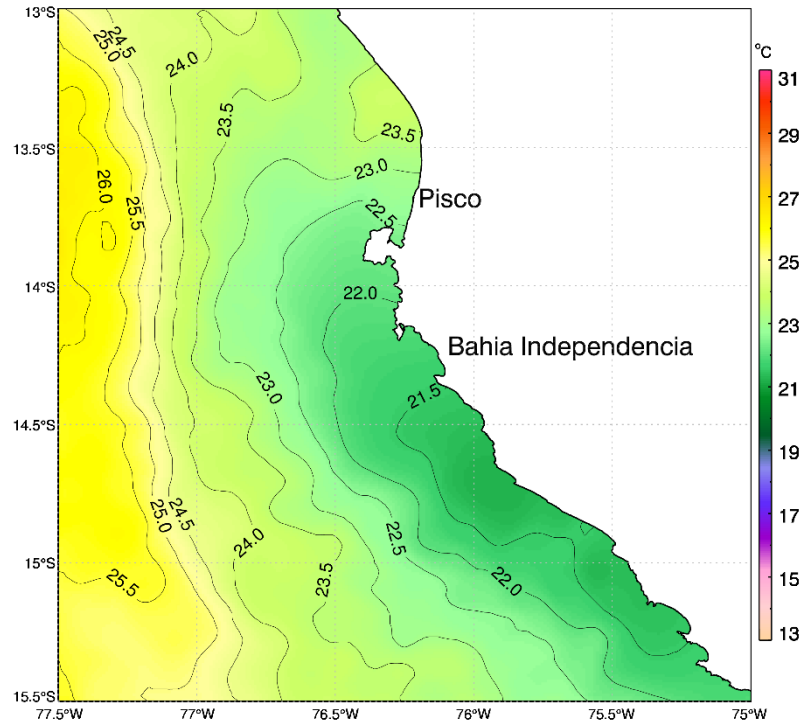 13°S
24.5
25.0
24.0
°C
31
23.5
23.5
29
13.5°S
23.0
26.0
22.5
Pisco
27
25.5
25
14°S
22.0
Bahia Independencia
23
23.0
21.5
21
14.5°S
19
25.0
24.5
22.5
17
24.0
15°S
25.5
23.5
22.0
15
13
15.5°S
77.5°W
77°W
76.5°W
76°W
75.5°W
75°W